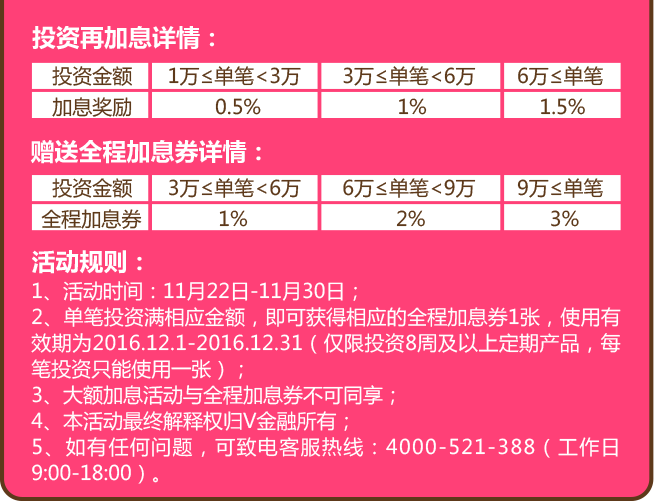 投资再加息详情：
投资金额 1万≤单笔<3万 3万≤单笔<6万 6万≤单笔
加息奖励 0.5% 1% 1.5%
赠送全程加息券详情：
投资金额 3万≤单笔<6万 6万≤单笔<9万 9万≤单笔
全程加息券 1% 2% 3%
活动规则：
1、活动时间：11月22日-11月30日；
2、单笔投资满相应金额，即可获得相应的全程加息券1张，使用有
效期为2016.12.1-2016.12.31（仅限投资8周及以上定期产品，每
笔投资只能使用一张）；
3、大额加息活动与全程加息券不可同享；
4、本活动最终解释权归V金融所有；
5、如有任何问题，可致电客服热线：4000-521-388（工作日
9:00-18:00）。